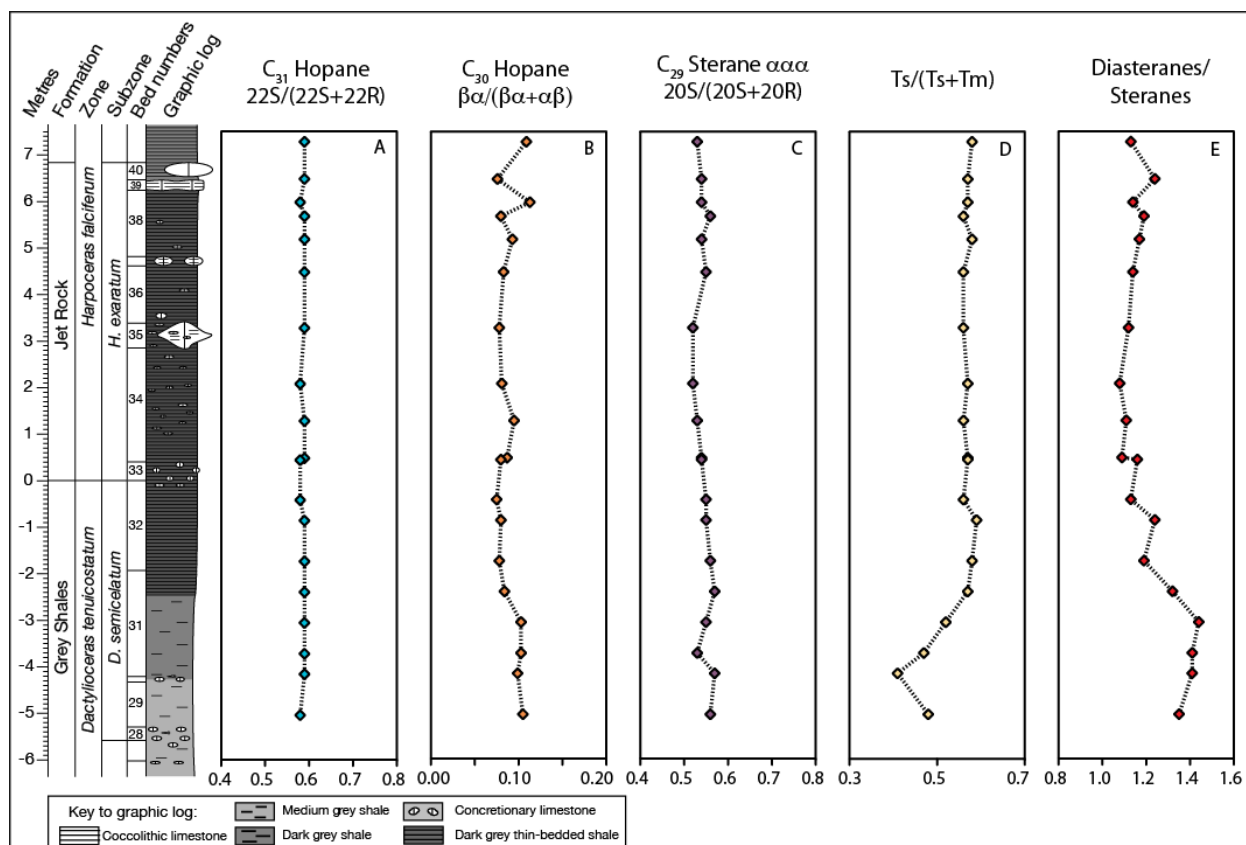 Metres
Formation
Zone
Subzone
Bed numbers
Graphic log
C31 Hopane
22S/(22S+22R)
C30 Hopane
βα/(βα+αβ)
C29 Sterane ααα
20S/(20S+20R)
Ts/(Ts+Tm)
Diasteranes/
Steranes
A
B
C
D
E
7
6
5
4
3
2
1
0
-1
-2
-3
-4
-5
-6
Jet Rock
Grey Shales
Harpoceras falciferum
Dactylioceras tenuicostatum
H. exaratum
D. semicelatum
40
39
38
36
35
34
33
32
31
29
28
0.4 0.5 0.6 0.7 0.8
0.00 0.10 0.20
0.4 0.5 0.6 0.7 0.8
0.3 0.5 0.7
0.8 1.0 1.2 1.4 1.6
Key to graphic log:
Medium grey shale
Concretionary limestone
Coccolithic limestone
Dark grey shale
Dark grey thin-bedded shale